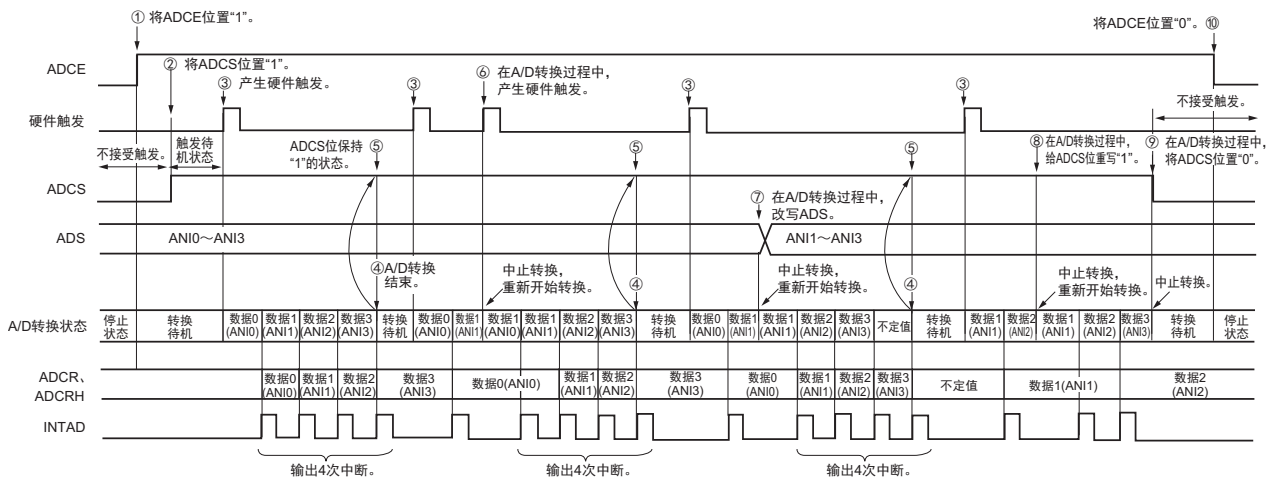 ① 将ADCE位置“1”。
将ADCE位置“0”。⑩
ADCE
② 将ADCS位置“1”。
③ 产生硬件触发。
③
⑥ 在A/D转换过程中，
产生硬件触发。
③
③
硬件触发
不接受触发。
不接受触发。
触发待
机状态
ADCS位保持
“1”的状态。
⑤
⑤
⑤
⑧ 在A/D转换过程中，
给ADCS位重写“1”。
⑨ 在A/D转换过程中，
将ADCS位置“0”。
ADCS
⑦ 在A/D转换过程中，
改写ADS。
ADS
ANI0～ANI3
ANI1～ANI3
④A/D转换
结束。
中止转换，
重新开始转换。
④
中止转换，
重新开始转换。
④
中止转换，
重新开始转换。
中止转换。
A/D转换状态
停止
状态
转换
待机
数据0
(ANI0)
数据1
(ANI1)
数据2
(ANI2)
数据3
(ANI3)
转换
待机
数据0
(ANI0)
数据1
(ANI1)
数据1
(ANI0)
数据1
(ANI1)
数据2
(ANI2)
数据3
(ANI3)
转换
待机
数据0
(ANI0)
数据1
(ANI1)
数据1
(ANI1)
数据2
(ANI2)
数据3
(ANI3)
不定值
转换
待机
数据1
(ANI1)
数据2
(ANI2)
数据1
(ANI1)
数据2
(ANI2)
数据3
(ANI3)
转换
待机
停止
状态
ADCR、
ADCRH
数据0
(ANI0)
数据1
(ANI1)
数据2
(ANI2)
数据3
(ANI3)
数据0(ANI0)
数据1
(ANI1)
数据2
(ANI2)
数据3
(ANI3)
数据0
(ANI0)
数据1
(ANI1)
数据2
(ANI2)
数据3
(ANI3)
不定值
数据1(ANI1)
数据2
(ANI2)
INTAD
输出4次中断。
输出4次中断。
输出4次中断。